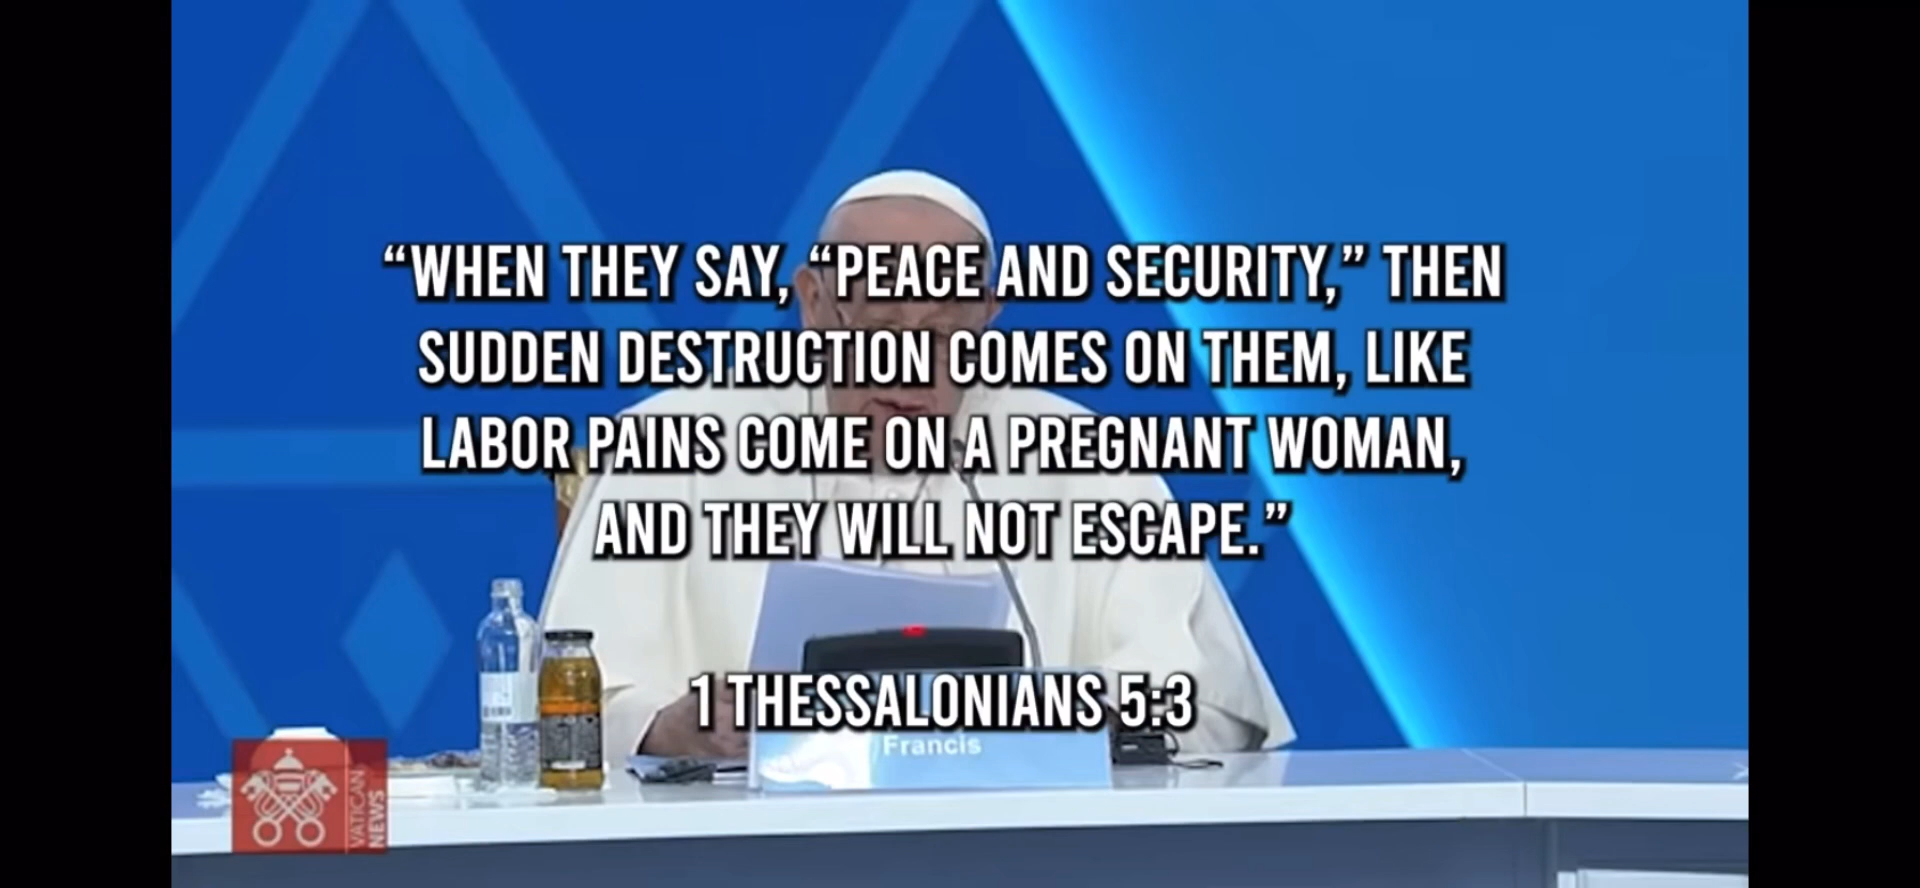 “WHEN THEY SAY, “PEACE AND SECURITY,” THEN
SUDDEN DESTRUCTION COMES ON THEM, LIKE
LABOR PAINS COME ON A PREGNANT WOMAN,
AND THEY WILL NOT ESCAPE.”
1 THESSALONIANS 5:3
Francis
VATICAN
NEWS